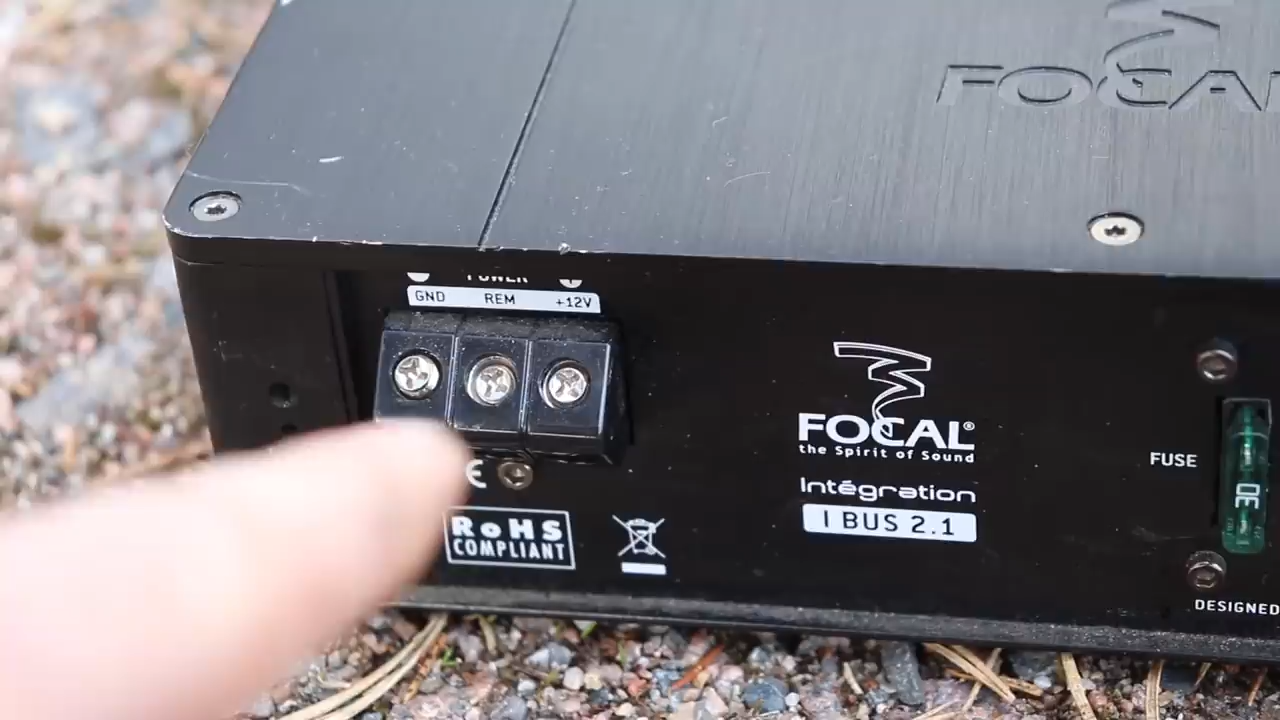 FOCAL
POWER
GND REM +12V
FOCAL®
the Spirit of Sound
Intégration
I BUS 2.1
FUSE
RoHS
COMPLIANT
DESIGNED